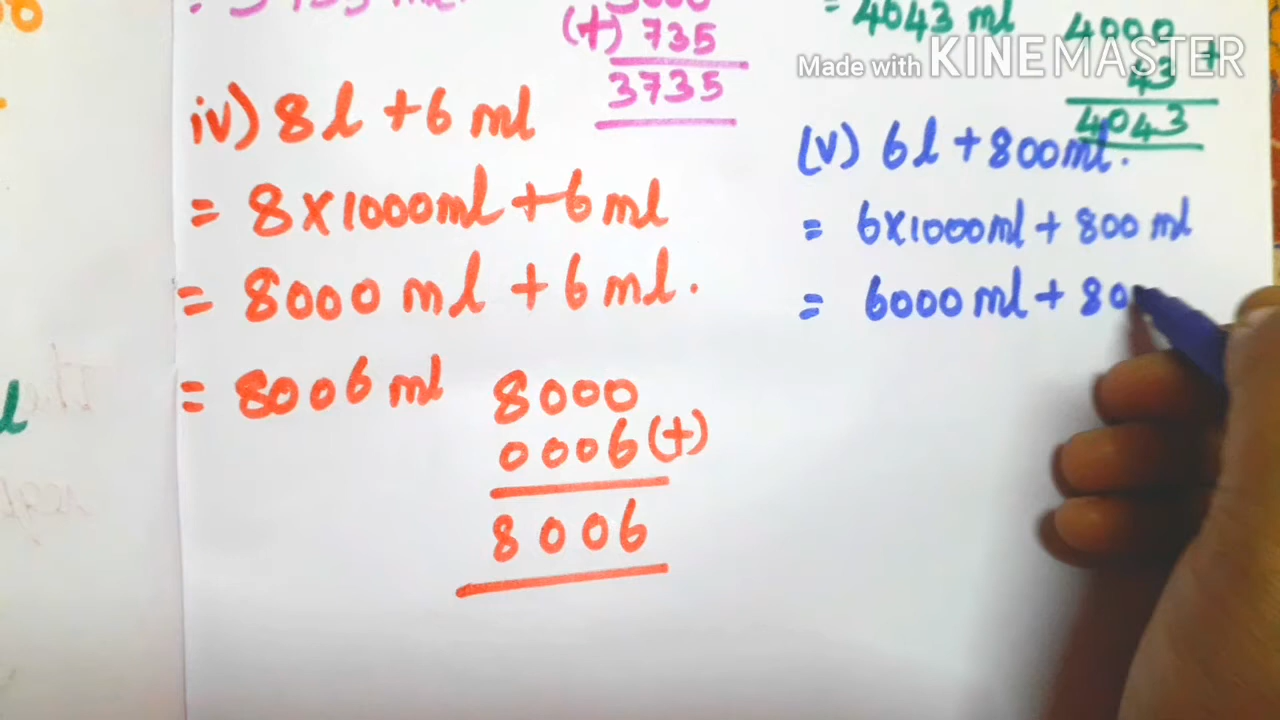 (+) 735
3735
= 4043 ml
4000
43 +
4043
Made with KINEMASTER
iv) 8 l + 6 ml
= 8 x 1000 ml + 6 ml
= 8000 ml + 6 ml.
= 8006 ml
8000
0006 (+)
8006
(v) 6 l + 800 ml.
= 6 x 1000 ml + 800 ml
= 6000 ml + 80